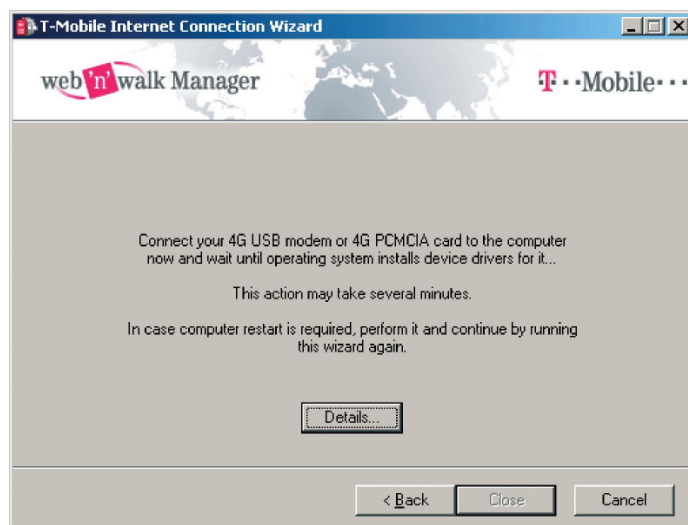 T-Mobile Internet Connection Wizard
web'n'walk Manager
T··Mobile···
Connect your 4G USB modem or 4G PCMCIA card to the computer
now and wait until operating system installs device drivers for it...
This action may take several minutes.
In case computer restart is required, perform it and continue by running
this wizard again.
Details...
< Back
Close
Cancel